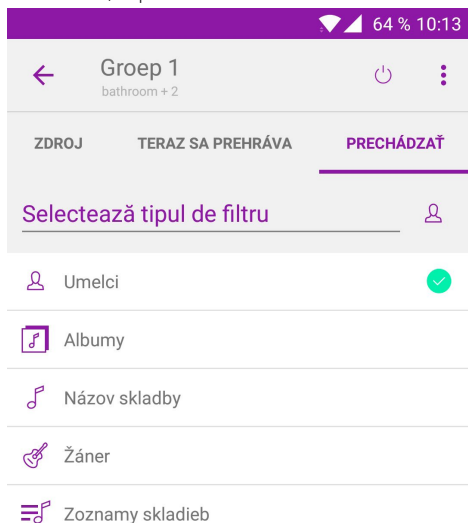 64 % 10:13
Groep 1
bathroom + 2
ZDROJ TERAZ SA PREHRÁVA PRECHÁDZAŤ
Selectează tipul de filtru
Umelci
Albumy
Názov skladby
Žáner
Zoznamy skladieb